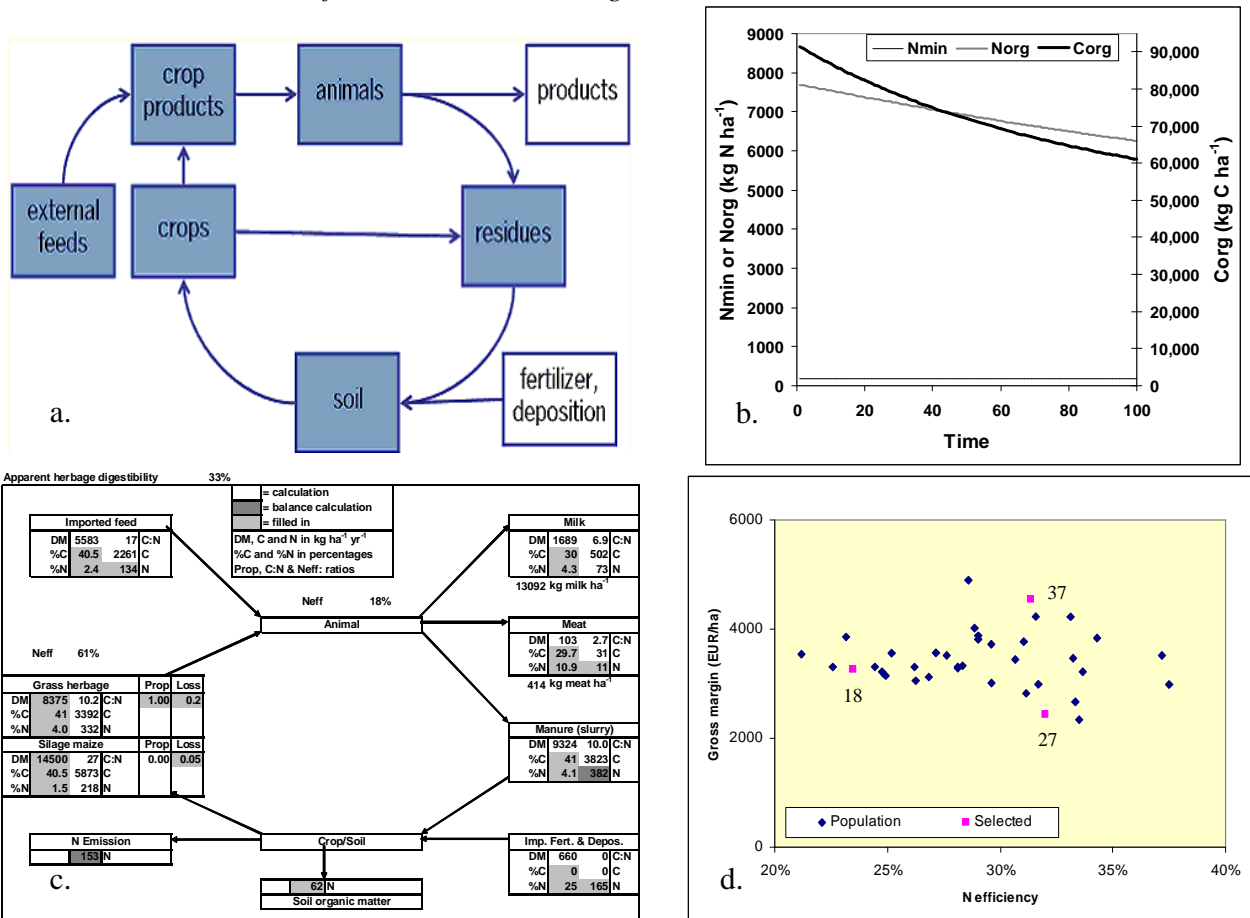 crop
products
animals
products
external
feeds
crops
residues
soil
fertilizer,
deposition
a.
Nmin Norg Corg
Nmin or Norg (kg N ha-1)
9000
8000
7000
6000
5000
4000
3000
2000
1000
0
90,000
80,000
70,000
60,000
50,000
40,000
30,000
20,000
10,000
0
Corg (kg C ha-1)
0 20 40 60 80 100
Time
b.
Apparent herbage digestibility 33%
= calculation
= balance calculation
= filled in
DM, C and N in kg ha-1 yr-1
%C and %N in percentages
Prop, C:N & Neff: ratios
Imported feed
DM 5583 17 C:N
%C 40.5 2261 C
%N 2.4 134 N
Milk
DM 1689 6.9 C:N
%C 30 502 C
%N 4.3 73 N
13092 kg milk ha-1
Neff 18%
Animal
Meat
DM 103 2.7 C:N
%C 29.7 31 C
%N 10.9 11 N
414 kg meat ha-1
Neff 61%
Grass herbage Prop Loss
DM 8375 10.2 C:N 1.00 0.2
%C 41 3392 C
%N 4.0 332 N
Silage maize Prop Loss
DM 14500 27 C:N 0.00 0.05
%C 40.5 5873 C
%N 1.5 218 N
Manure (slurry)
DM 9324 10.0 C:N
%C 41 3823 C
%N 4.1 382 N
N Emission
153 N
Crop/Soil
Imp. Fert. & Depos.
DM 660 0 C:N
%C 0 0 C
%N 25 165 N
62 N
Soil organic matter
c.
Gross margin (EUR/ha)
6000
4000
2000
0
37
18
27
Population Selected
20% 25% 30% 35% 40%
N efficiency
d.